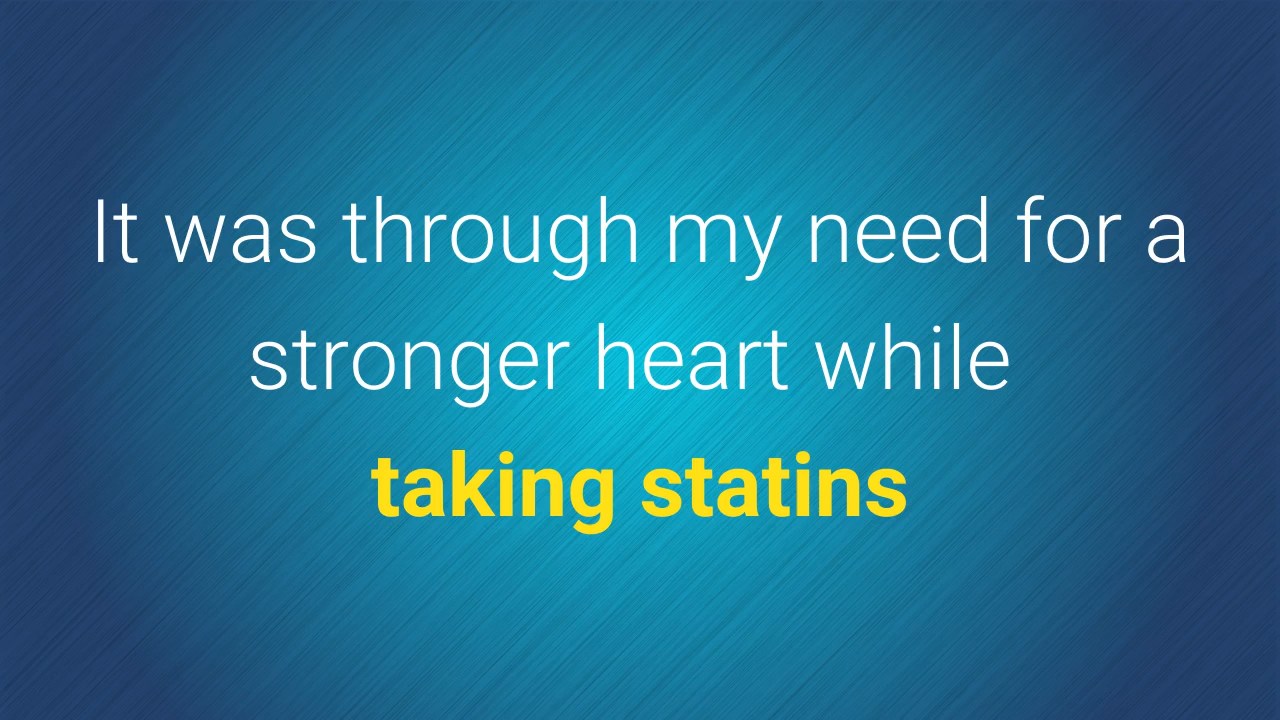 It was through my need for a
stronger heart while
taking statins